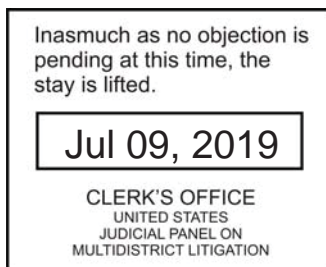 Inasmuch as no objection is
pending at this time, the
stay is lifted.
Jul 09, 2019
CLERK'S OFFICE
UNITED STATES
JUDICIAL PANEL ON
MULTIDISTRICT LITIGATION